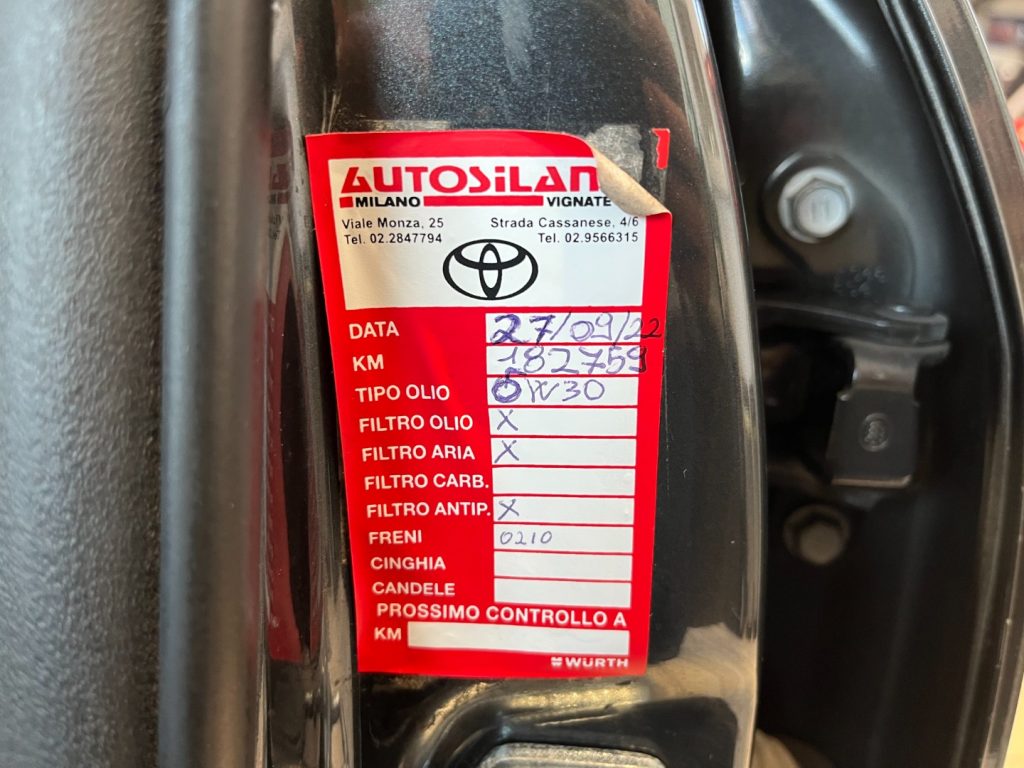 AUTOSiLAN
MILANO VIGNATE
Viale Monza, 25 Strada Cassanese, 4/6
Tel. 02.2847794 Tel. 02.9566315
DATA 27/09/22
KM 182759
TIPO OLIO 5W30
FILTRO OLIO X
FILTRO ARIA X
FILTRO CARB.
FILTRO ANTIP. X
FRENI 0210
CINGHIA
CANDELE
PROSSIMO CONTROLLO A
KM
WÜRTH